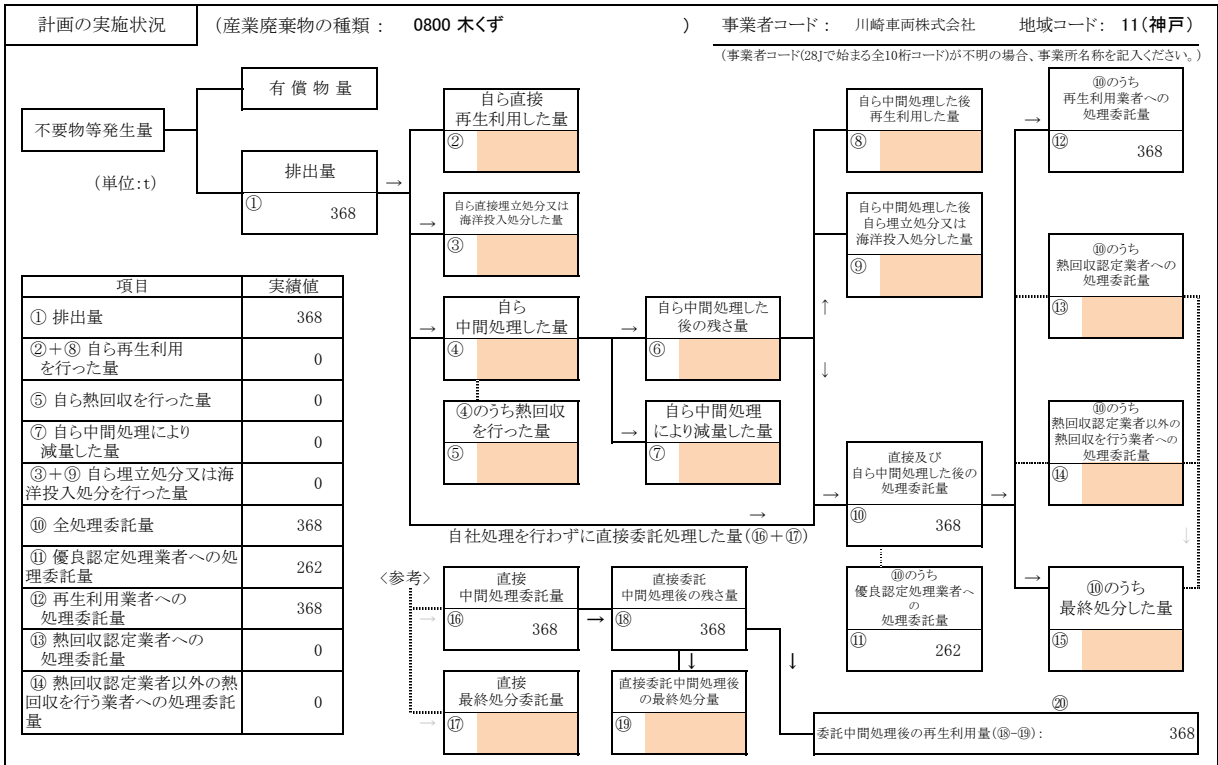 計画の実施状況 (産業廃棄物の種類： 0800 木くず ) 事業者コード： 川崎車両株式会社 地域コード： 11(神戸)
(事業者コード(28Jで始まる全10桁コード)が不明の場合、事業所名称を記入ください。)
不要物等発生量
(単位:t)
有償物量
排出量
① 368
→
自ら直接
再生利用した量
②
→
自ら直接埋立処分又は
海洋投入処分した量
③
→
自ら
中間処理した量
④
④のうち熱回収
を行った量
⑤
→
自ら中間処理した
後の残さ量
⑥
→
自ら中間処理
により減量した量
⑦
自ら中間処理した後
再生利用した量
⑧
自ら中間処理した後
自ら埋立処分又は
海洋投入処分した量
⑨
↑
↓
→
自社処理を行わずに直接委託処理した量(⑯+⑰)
→
直接及び
自ら中間処理した後の
処理委託量
⑩ 368
→
⑩のうち
優良認定処理業者へ
の
処理委託量
⑪ 262
→
⑩のうち
再生利用業者への
処理委託量
⑫ 368
⑩のうち
熱回収認定業者への
処理委託量
⑬
⑩のうち
熱回収認定業者以外の
熱回収を行う業者への
処理委託量
⑭
↓
→
⑩のうち
最終処分した量
⑮
項目 実績値
① 排出量 368
②+⑧ 自ら再生利用
を行った量 0
⑤ 自ら熱回収を行った量 0
⑦ 自ら中間処理により
減量した量 0
③+⑨ 自ら埋立処分又は海
洋投入処分を行った量 0
⑩ 全処理委託量 368
⑪ 優良認定処理業者への処
理委託量 262
⑫ 再生利用業者への
処理委託量 368
⑬ 熱回収認定業者への
処理委託量 0
⑭ 熱回収認定業者以外の熱
回収を行う業者への処理委託
量 0
〈参考〉
→
直接
中間処理委託量
⑯ 368
→
直接委託
中間処理後の残さ量
⑱ 368
↓
↓
→
直接
最終処分委託量
⑰
直接委託中間処理後
の最終処分量
⑲
⑳
委託中間処理後の再生利用量(⑱-⑲)： 368